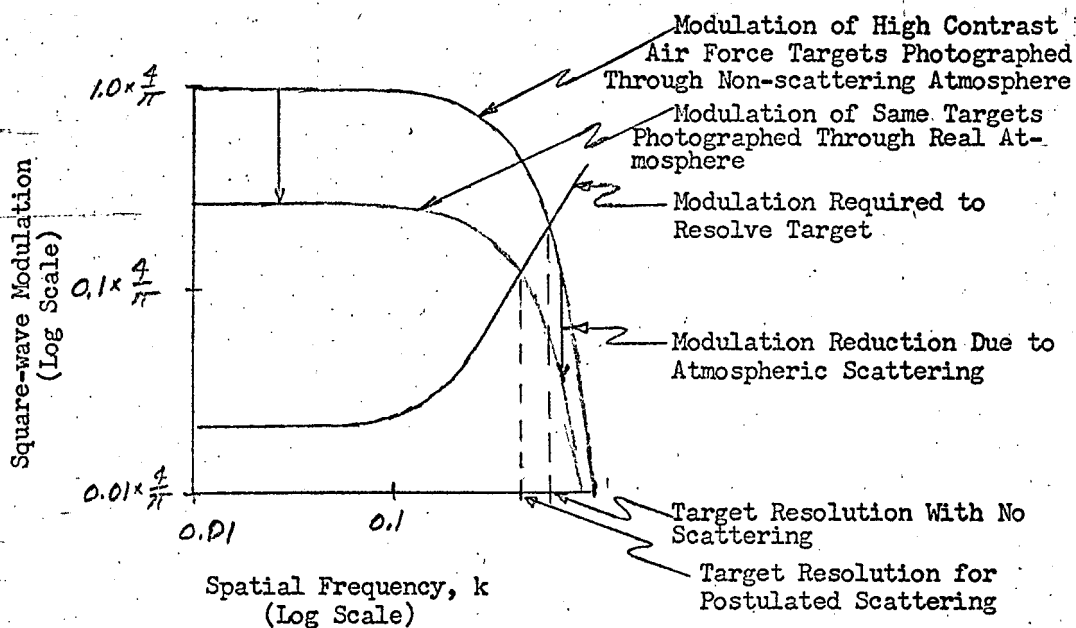 Modulation of High Contrast
Air Force Targets Photographed
Through Non-scattering Atmosphere
Modulation of Same Targets
Photographed Through Real At-
mosphere
Modulation Required to
Resolve Target
Modulation Reduction Due to
Atmospheric Scattering
Target Resolution With No
Scattering
Target Resolution for
Postulated Scattering
1.0 × 4/π
0.1 × 4/π
0.01 × 4/π
Square-wave Modulation
(Log Scale)
0.01
0.1
Spatial Frequency, k
(Log Scale)